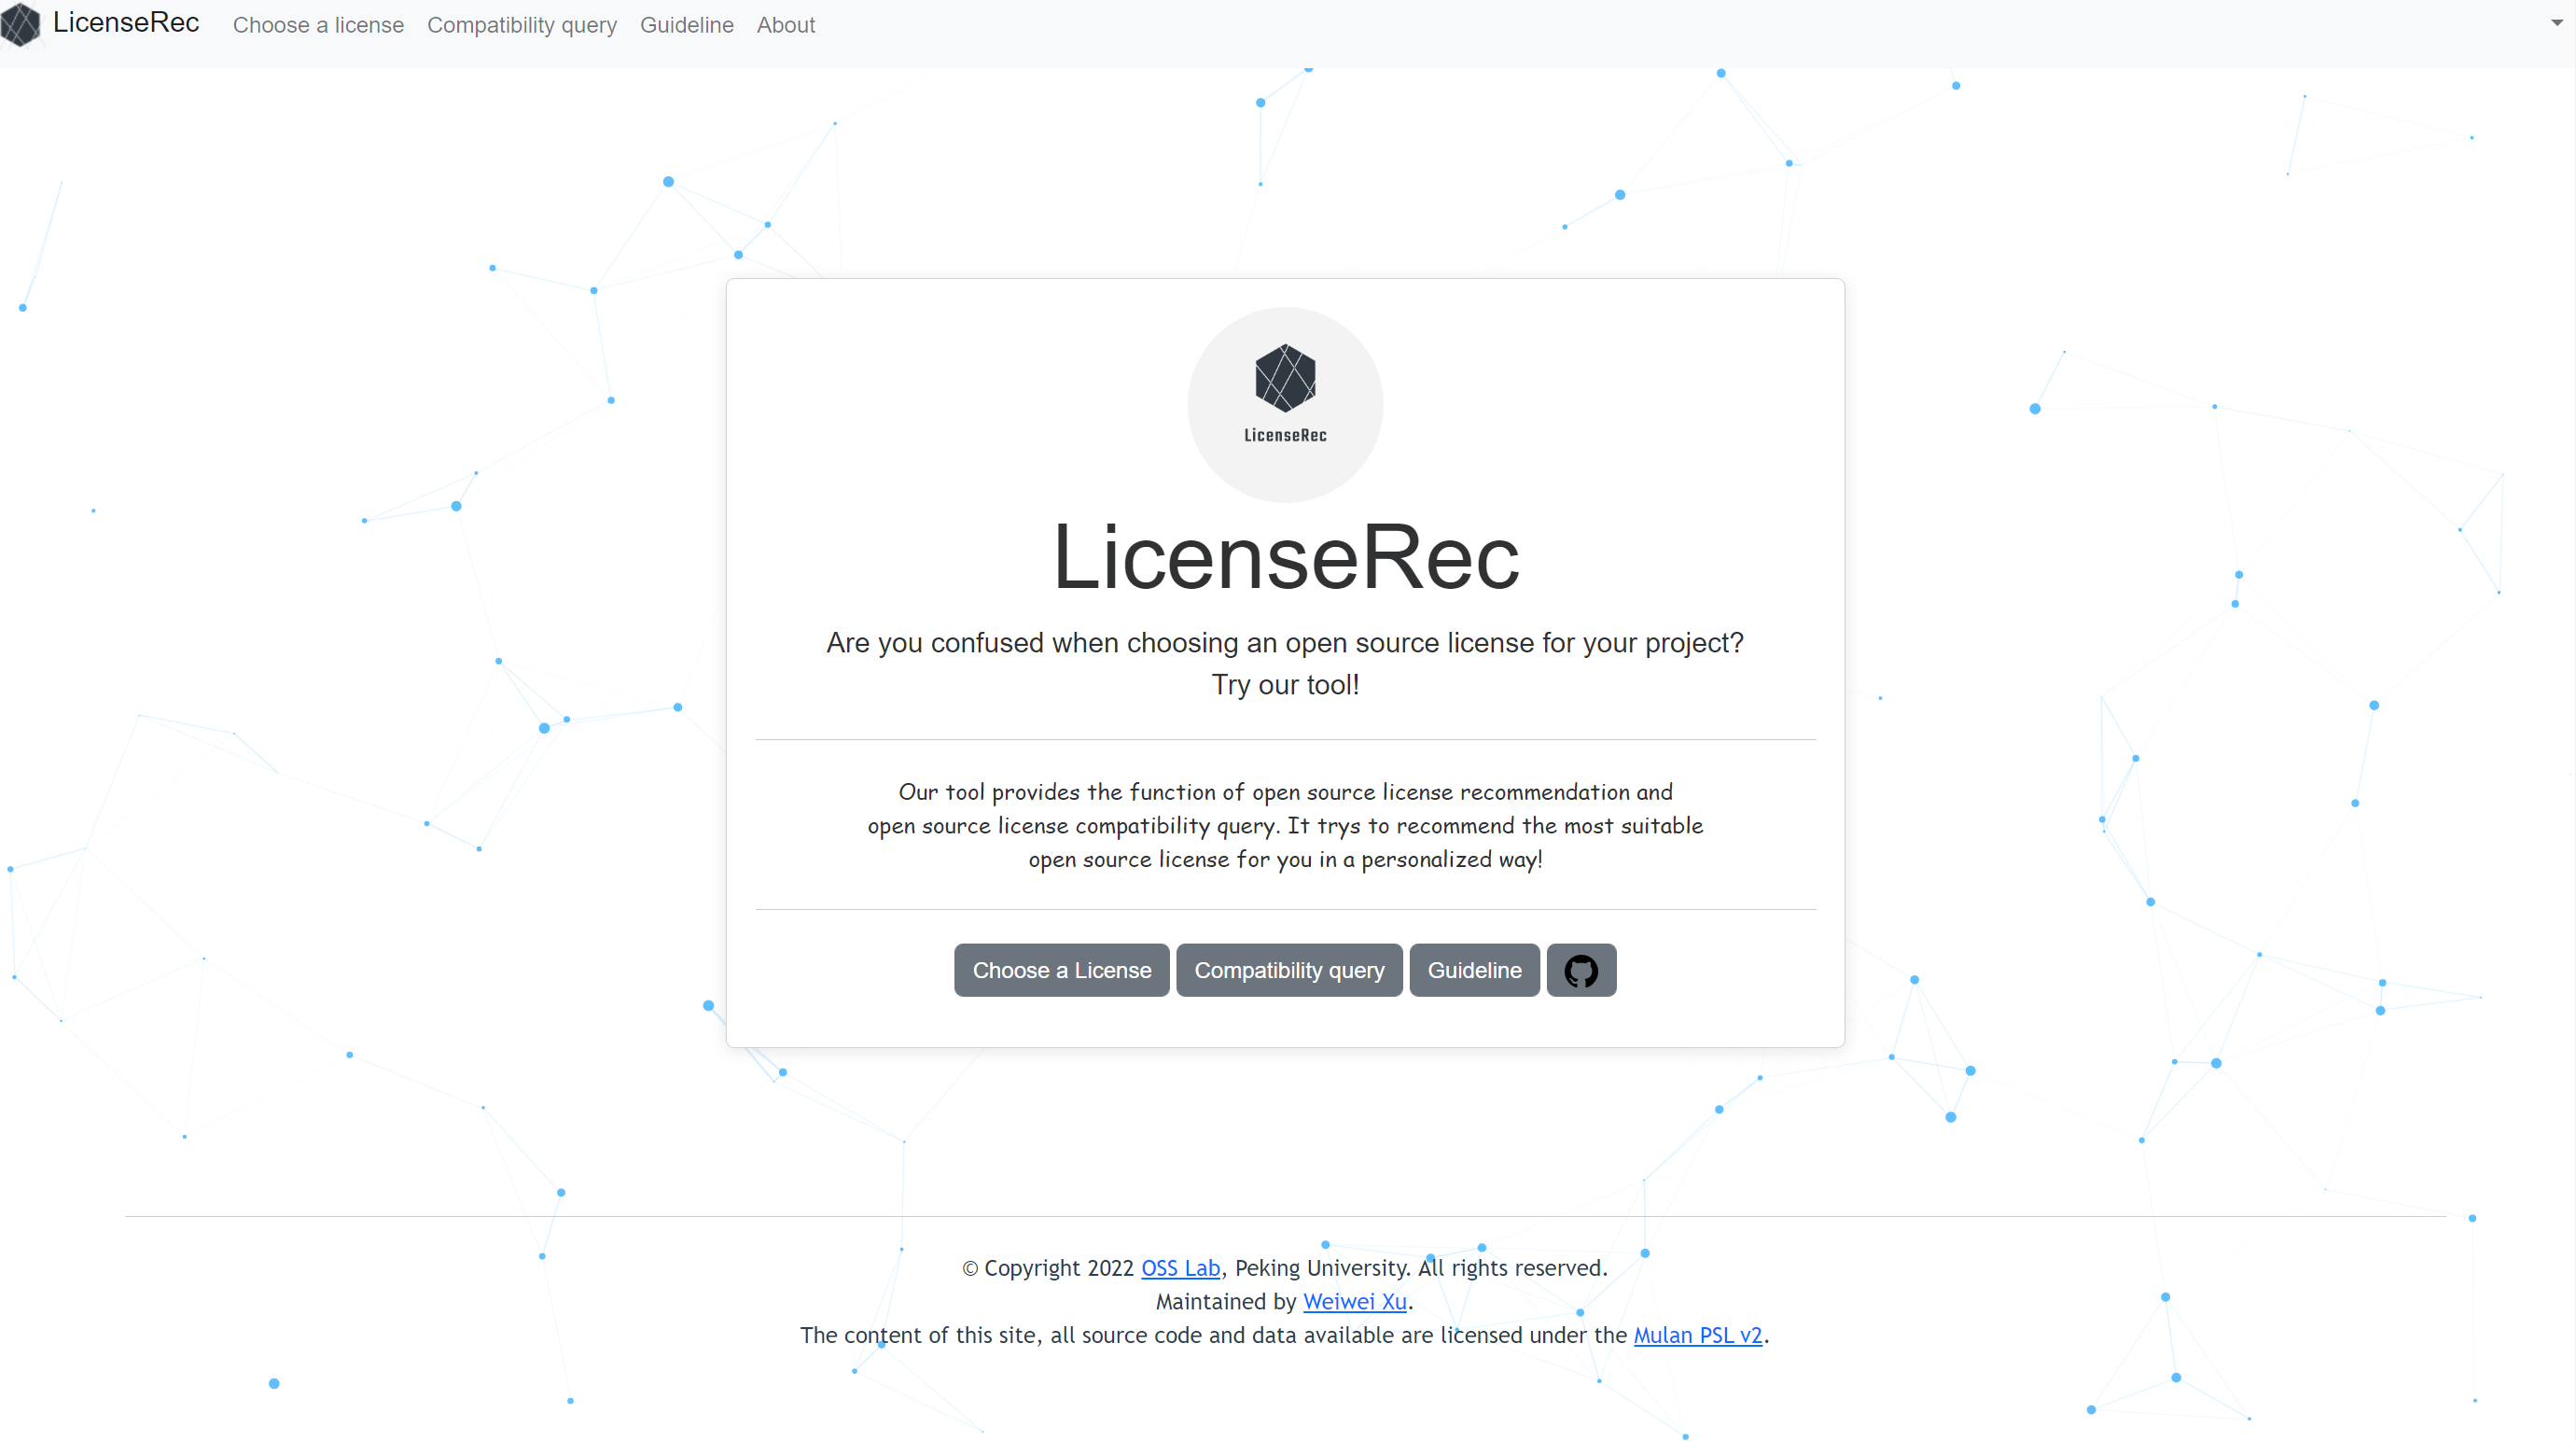 LicenseRec Choose a license Compatibility query Guideline About
LicenseRec
LicenseRec
Are you confused when choosing an open source license for your project?
Try our tool!
Our tool provides the function of open source license recommendation and
open source license compatibility query. It trys to recommend the most suitable
open source license for you in a personalized way!
Choose a License Compatibility query Guideline
© Copyright 2022 OSS Lab, Peking University. All rights reserved.
Maintained by Weiwei Xu.
The content of this site, all source code and data available are licensed under the Mulan PSL v2.